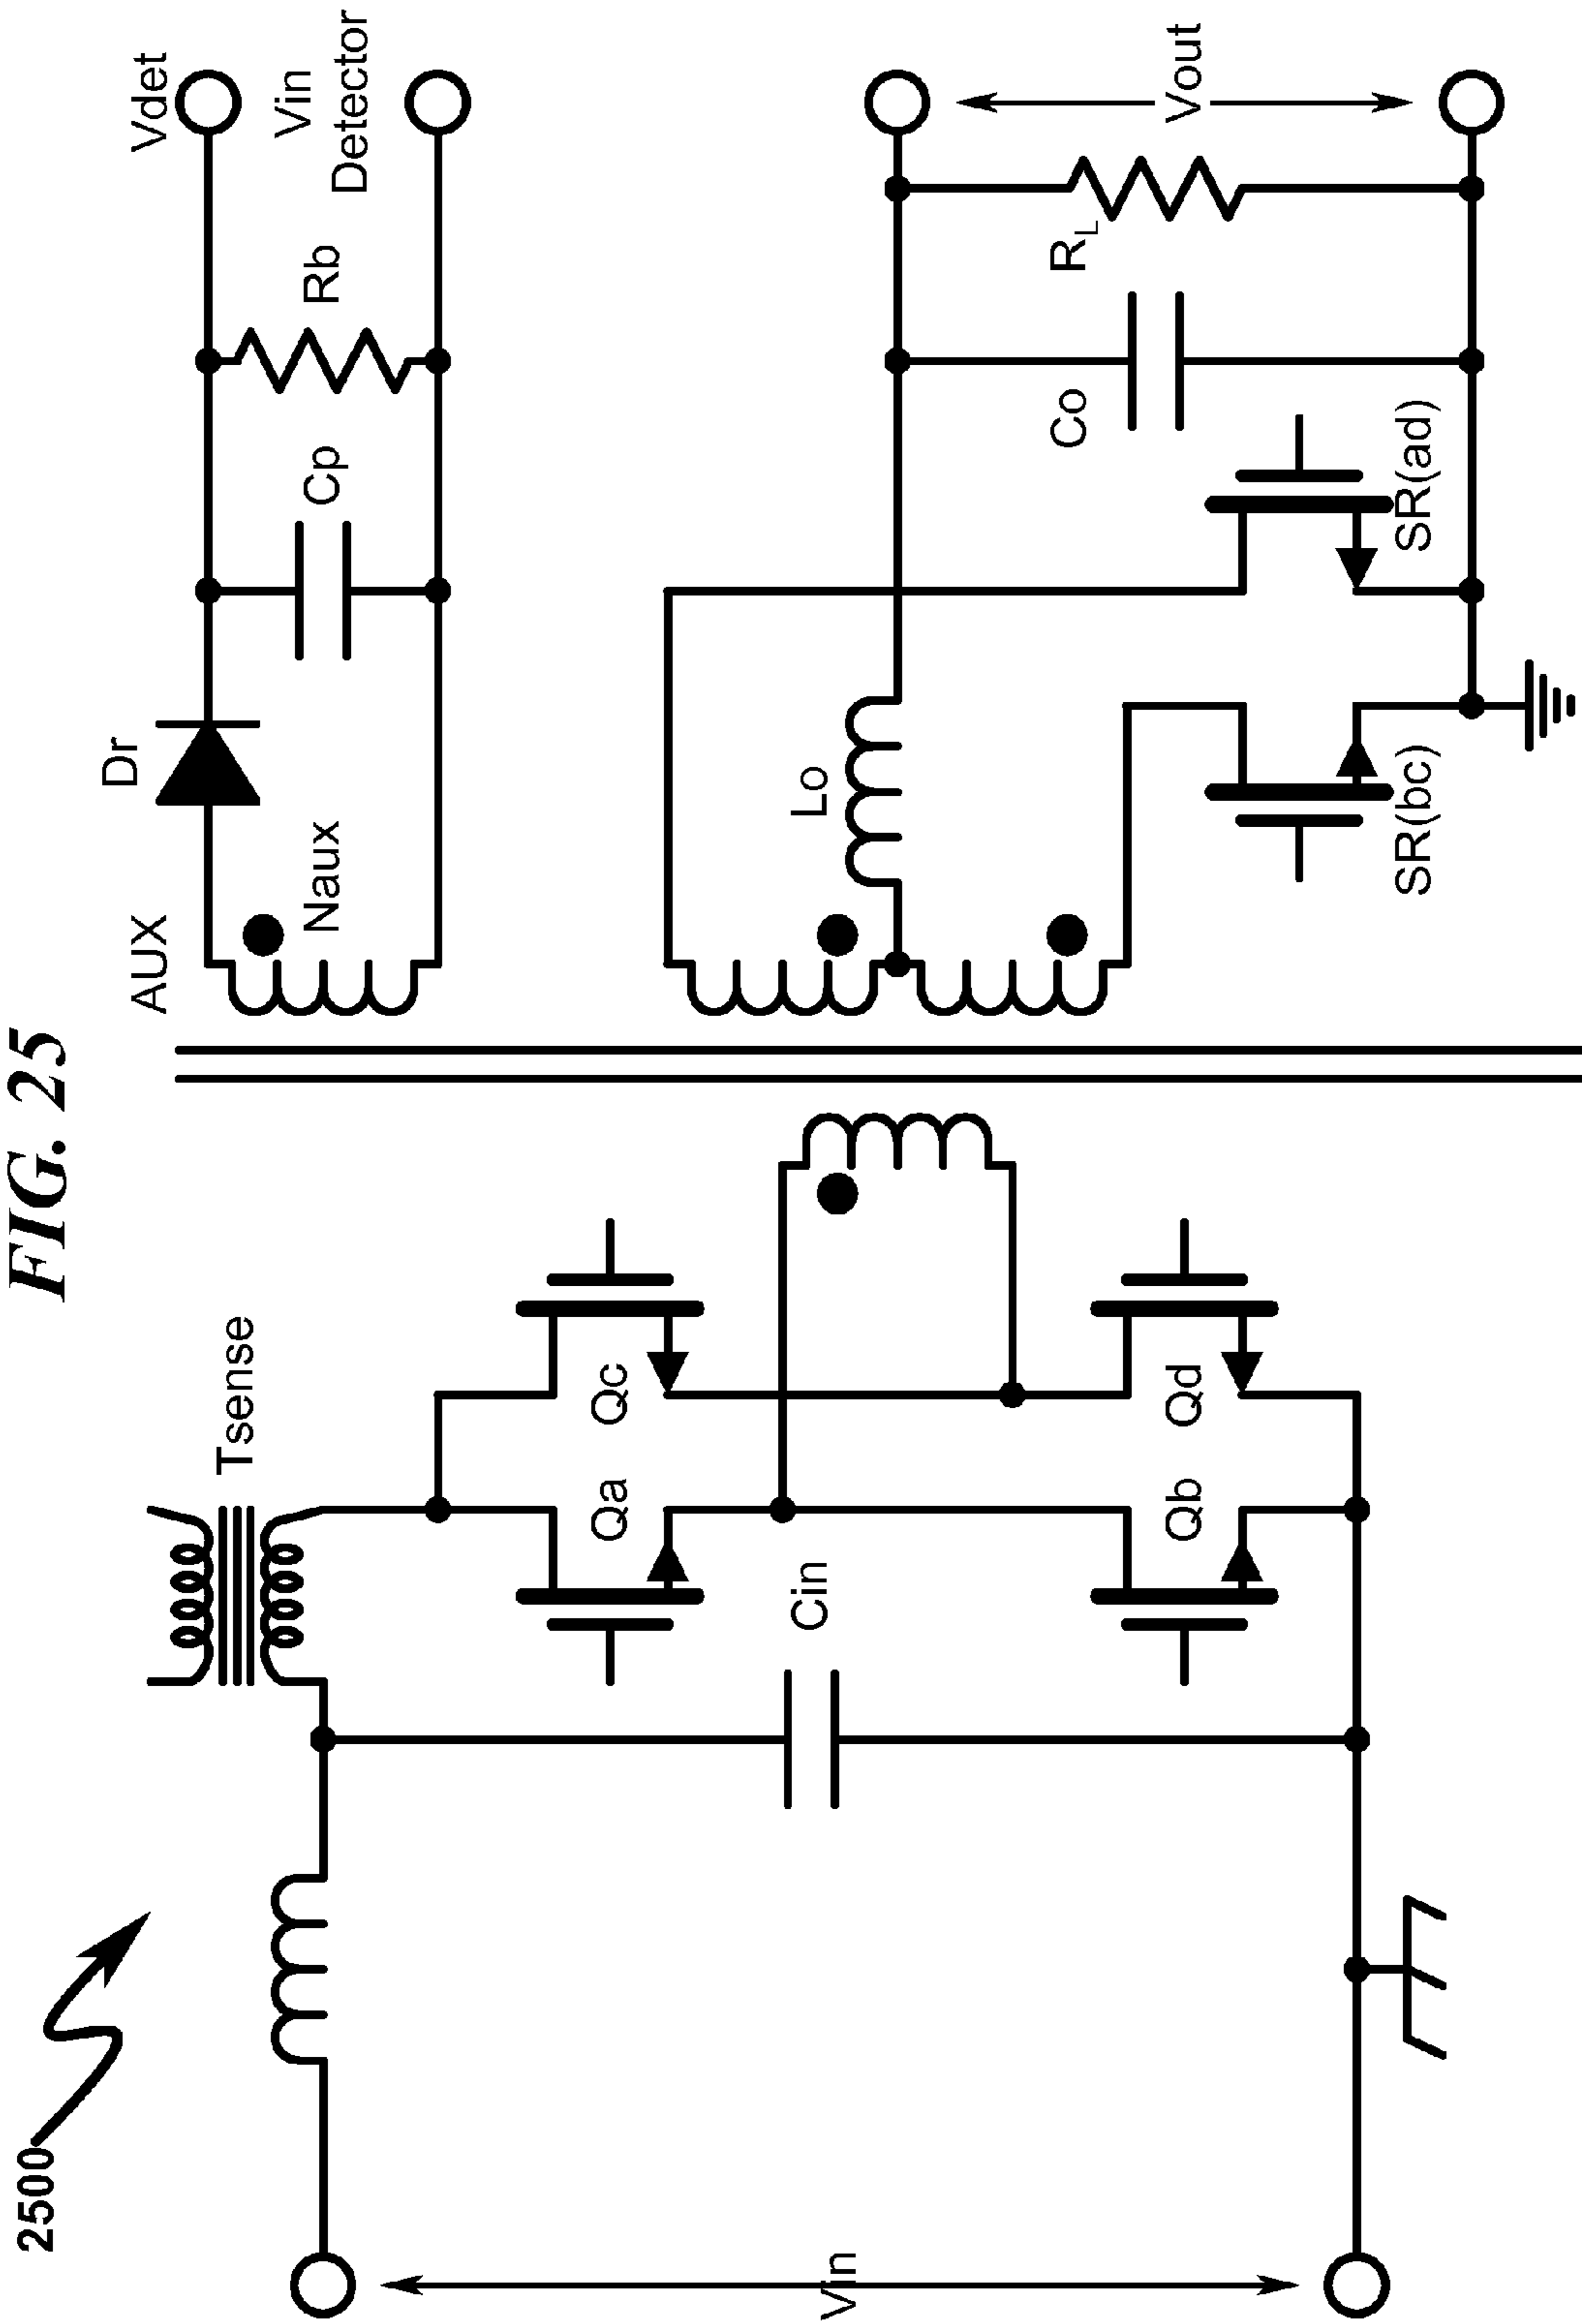 FIG. 25
2500
Tsense
AUX
Dr
Vdet
Naux
Cp
Rb
Vin
Detector
Qa
Qc
Vin
Cin
Lo
Co
R_L
Vout
Qb
Qd
SR(bc)
SR(ad)